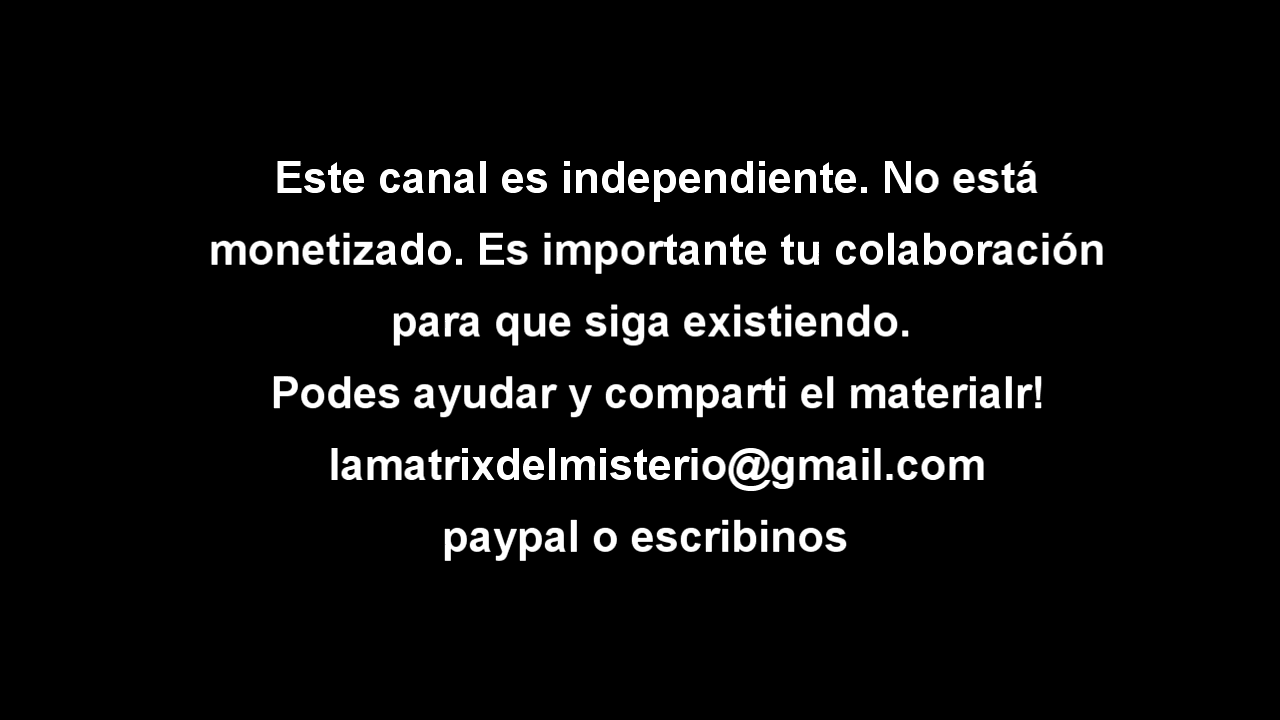 Este canal es independiente. No está
monetizado. Es importante tu colaboración
para que siga existiendo.
Podes ayudar y comparti el materialr!
lamatrixdelmisterio@gmail.com
paypal o escribinos